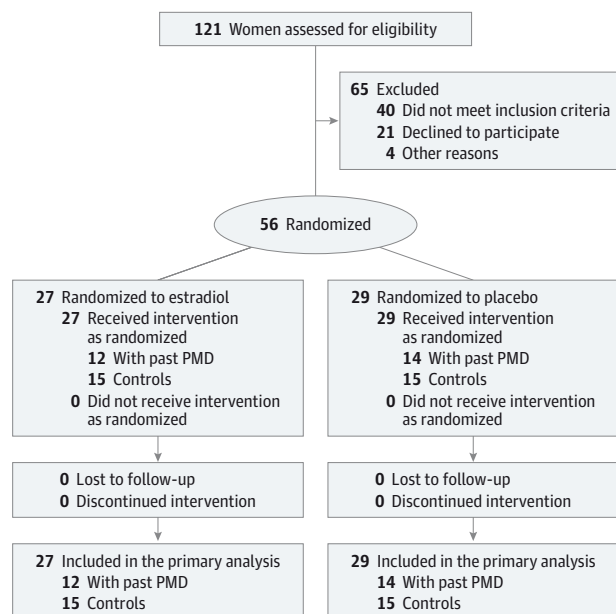 121 Women assessed for eligibility
65 Excluded
40 Did not meet inclusion criteria
21 Declined to participate
4 Other reasons
56 Randomized
27 Randomized to estradiol
27 Received intervention
as randomized
12 With past PMD
15 Controls
0 Did not receive intervention
as randomized
29 Randomized to placebo
29 Received intervention
as randomized
14 With past PMD
15 Controls
0 Did not receive intervention
as randomized
0 Lost to follow-up
0 Discontinued intervention
0 Lost to follow-up
0 Discontinued intervention
27 Included in the primary analysis
12 With past PMD
15 Controls
29 Included in the primary analysis
14 With past PMD
15 Controls